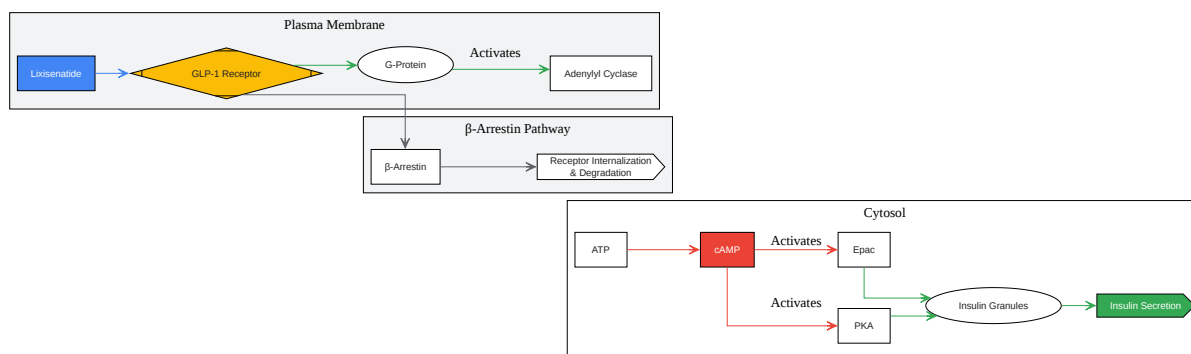 Plasma Membrane
Lixisenatide
GLP-1 Receptor
G-Protein
Activates
Adenylyl Cyclase
β-Arrestin Pathway
β-Arrestin
Receptor Internalization
& Degradation
Cytosol
ATP
cAMP
Activates
Epac
Activates
PKA
Insulin Granules
Insulin Secretion